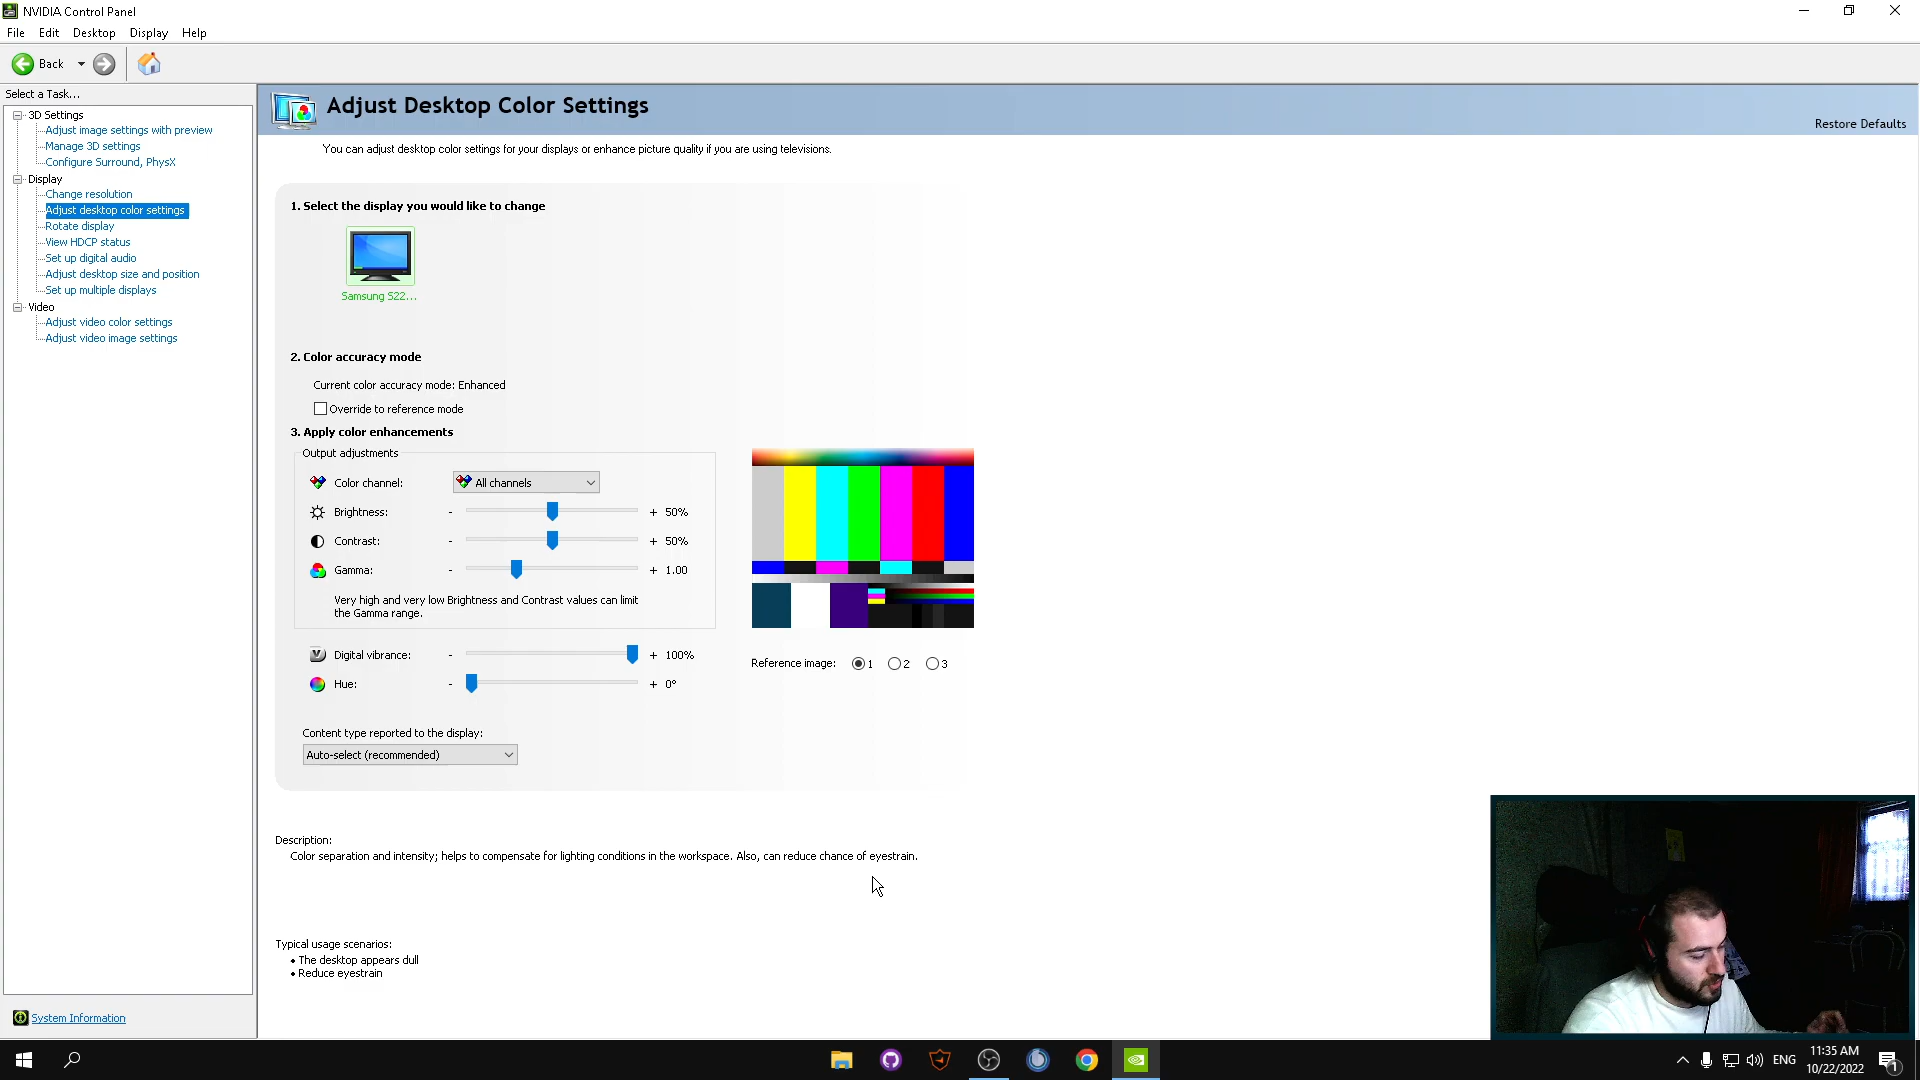 NVIDIA Control Panel
File Edit Desktop Display Help
Back
Select a Task...
3D Settings
Adjust image settings with preview
Manage 3D settings
Configure Surround, PhysX
Display
Change resolution
Adjust desktop color settings
Rotate display
View HDCP status
Set up digital audio
Adjust desktop size and position
Set up multiple displays
Video
Adjust video color settings
Adjust video image settings
System Information
Adjust Desktop Color Settings
Restore Defaults
You can adjust desktop color settings for your displays or enhance picture quality if you are using televisions.
1. Select the display you would like to change
Samsung S22...
2. Color accuracy mode
Current color accuracy mode: Enhanced
Override to reference mode
3. Apply color enhancements
Output adjustments
Color channel: All channels
Brightness: - + 50%
Contrast: - + 50%
Gamma: - + 1.00
Very high and very low Brightness and Contrast values can limit
the Gamma range.
Digital vibrance: - + 100%
Hue: - + 0°
Reference image: 1 2 3
Content type reported to the display:
Auto-select (recommended)
Description:
Color separation and intensity; helps to compensate for lighting conditions in the workspace. Also, can reduce chance of eyestrain.
Typical usage scenarios:
• The desktop appears dull
• Reduce eyestrain
ENG
11:35 AM
10/22/2022
1